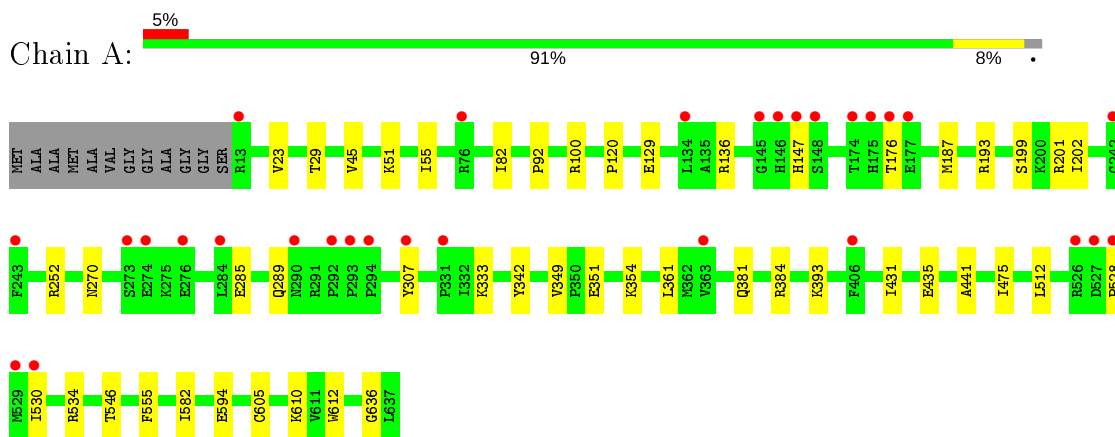 5%
Chain A:
91% 8% •
MET ALA ALA MET ALA VAL GLY GLY ALA GLY GLY SER R13 V23 T29 V45 K51 I55 R76 I82 P92 R100 P120 E129 L134 A135 R136 G145 H146 H147 S148 T174 H175 T176 E177 M187 R193 S199 K200 R201 I202 G242
F243 R252 N270 S273 E274 K275 E276 L284 E285 Q289 N290 R291 P292 P293 P294 Y307 P331 I332 K333 Y342 V349 P350 E351 K354 L361 M362 V363 Q381 R384 K393 F406 I431 E435 A441 I475 L512 R526 D527 P528
M529 I530 R534 T546 F555 I582 E594 C605 K610 V611 W612 G636 L637